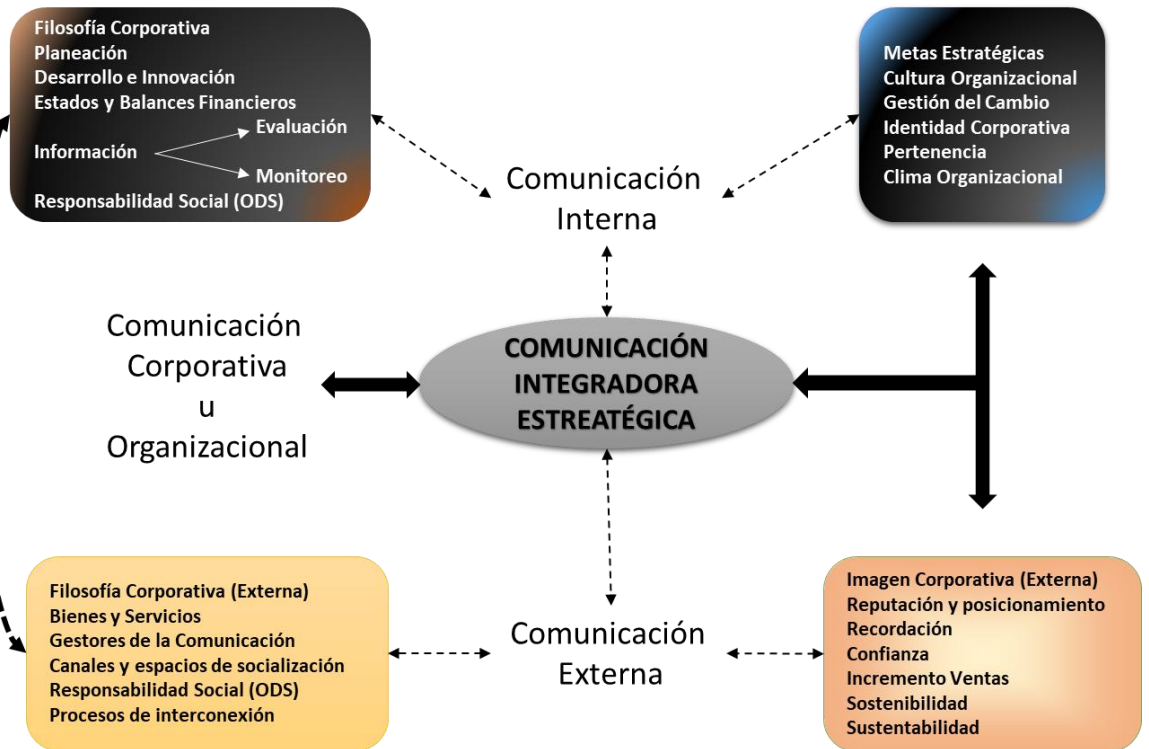 Filosofía Corporativa
Planeación
Desarrollo e Innovación
Estados y Balances Financieros
Evaluación
Información
Monitoreo
Responsabilidad Social (ODS)
Metas Estratégicas
Cultura Organizacional
Gestión del Cambio
Identidad Corporativa
Pertenencia
Clima Organizacional
Comunicación
Interna
Comunicación
Corporativa
u
Organizacional
COMUNICACIÓN
INTEGRADORA
ESTREATÉGICA
Filosofía Corporativa (Externa)
Bienes y Servicios
Gestores de la Comunicación
Canales y espacios de socialización
Responsabilidad Social (ODS)
Procesos de interconexión
Comunicación
Externa
Imagen Corporativa (Externa)
Reputación y posicionamiento
Recordación
Confianza
Incremento Ventas
Sostenibilidad
Sustentabilidad